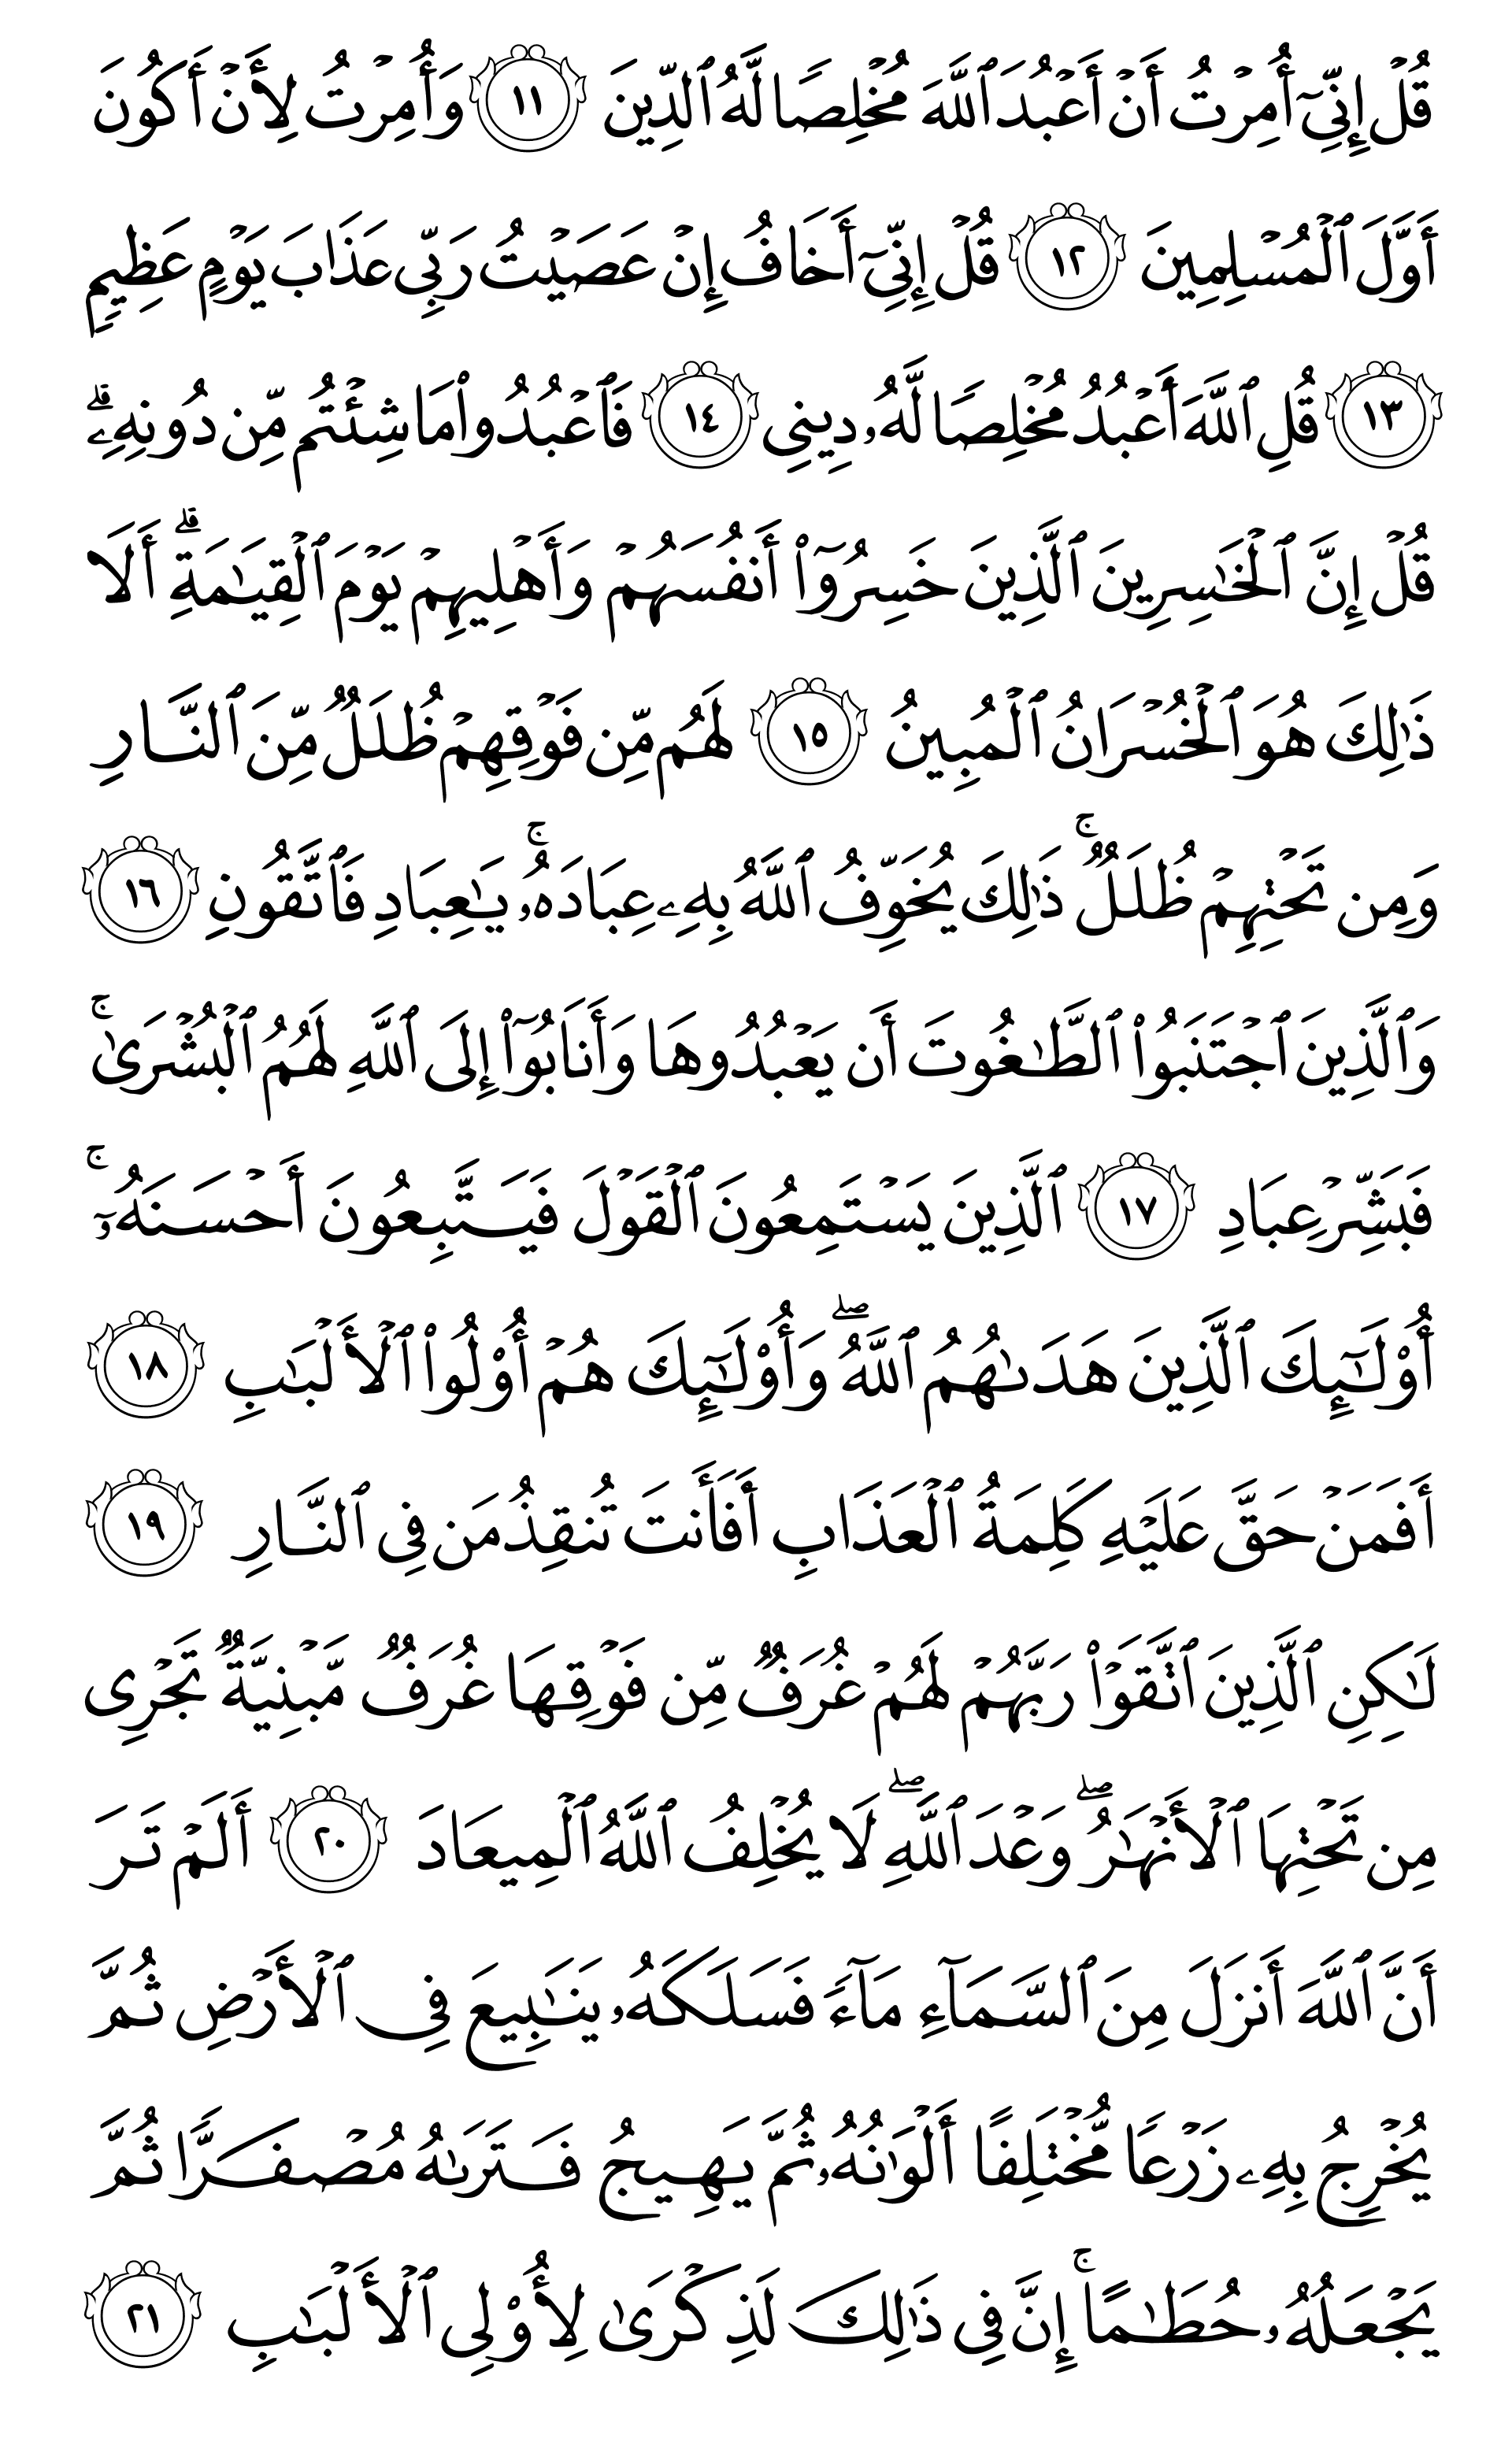 قُلۡ إِنِّيٓ أُمِرۡتُ أَنۡ أَعۡبُدَ ٱللَّهَ مُخۡلِصٗا لَّهُ ٱلدِّينَ ١١ وَأُمِرۡتُ لِأَنۡ أَكُونَ
أَوَّلَ ٱلۡمُسۡلِمِينَ ١٢ قُلۡ إِنِّيٓ أَخَافُ إِنۡ عَصَيۡتُ رَبِّي عَذَابَ يَوۡمٍ عَظِيمٖ
١٣ قُلِ ٱللَّهَ أَعۡبُدُ مُخۡلِصٗا لَّهُۥ دِينِي ١٤ فَٱعۡبُدُواْ مَا شِئۡتُم مِّن دُونِهِۦۗ
قُلۡ إِنَّ ٱلۡخَٰسِرِينَ ٱلَّذِينَ خَسِرُوٓاْ أَنفُسَهُمۡ وَأَهۡلِيهِمۡ يَوۡمَ ٱلۡقِيَٰمَةِۗ أَلَا
ذَٰلِكَ هُوَ ٱلۡخُسۡرَانُ ٱلۡمُبِينُ ١٥ لَهُم مِّن فَوۡقِهِمۡ ظُلَلٞ مِّنَ ٱلنَّارِ
وَمِن تَحۡتِهِمۡ ظُلَلٞۚ ذَٰلِكَ يُخَوِّفُ ٱللَّهُ بِهِۦ عِبَادَهُۥۚ يَٰعِبَادِ فَٱتَّقُونِ ١٦
وَٱلَّذِينَ ٱجۡتَنَبُواْ ٱلطَّٰغُوتَ أَن يَعۡبُدُوهَا وَأَنَابُوٓاْ إِلَى ٱللَّهِ لَهُمُ ٱلۡبُشۡرَىٰۚ
فَبَشِّرۡ عِبَادِ ١٧ ٱلَّذِينَ يَسۡتَمِعُونَ ٱلۡقَوۡلَ فَيَتَّبِعُونَ أَحۡسَنَهُۥٓۚ
أُوْلَٰٓئِكَ ٱلَّذِينَ هَدَىٰهُمُ ٱللَّهُۖ وَأُوْلَٰٓئِكَ هُمۡ أُوْلُواْ ٱلۡأَلۡبَٰبِ ١٨
أَفَمَنۡ حَقَّ عَلَيۡهِ كَلِمَةُ ٱلۡعَذَابِ أَفَأَنتَ تُنقِذُ مَن فِي ٱلنَّارِ ١٩
لَٰكِنِ ٱلَّذِينَ ٱتَّقَوۡاْ رَبَّهُمۡ لَهُمۡ غُرَفٞ مِّن فَوۡقِهَا غُرَفٞ مَّبۡنِيَّةٞ تَجۡرِي
مِن تَحۡتِهَا ٱلۡأَنۡهَٰرُۖ وَعۡدَ ٱللَّهِۖ لَا يُخۡلِفُ ٱللَّهُ ٱلۡمِيعَادَ ٢٠ أَلَمۡ تَرَ
أَنَّ ٱللَّهَ أَنزَلَ مِنَ ٱلسَّمَآءِ مَآءٗ فَسَلَكَهُۥ يَنَٰبِيعَ فِي ٱلۡأَرۡضِ ثُمَّ
يُخۡرِجُ بِهِۦ زَرۡعٗا مُّخۡتَلِفًا أَلۡوَٰنُهُۥ ثُمَّ يَهِيجُ فَتَرَىٰهُ مُصۡفَرّٗا ثُمَّ
يَجۡعَلُهُۥ حُطَٰمًاۚ إِنَّ فِي ذَٰلِكَ لَذِكۡرَىٰ لِأُوْلِي ٱلۡأَلۡبَٰبِ ٢١